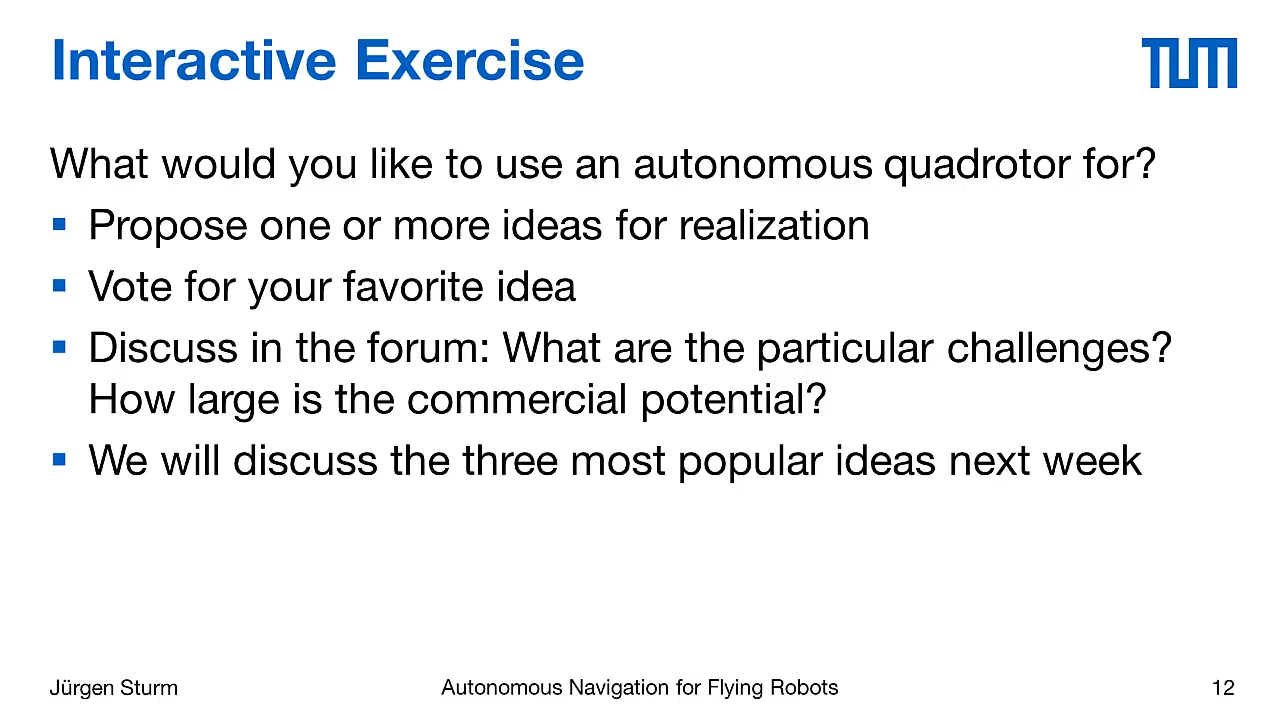 Interactive Exercise
TUM
What would you like to use an autonomous quadrotor for?
▪ Propose one or more ideas for realization
▪ Vote for your favorite idea
▪ Discuss in the forum: What are the particular challenges?
How large is the commercial potential?
▪ We will discuss the three most popular ideas next week
Jürgen Sturm
Autonomous Navigation for Flying Robots
12